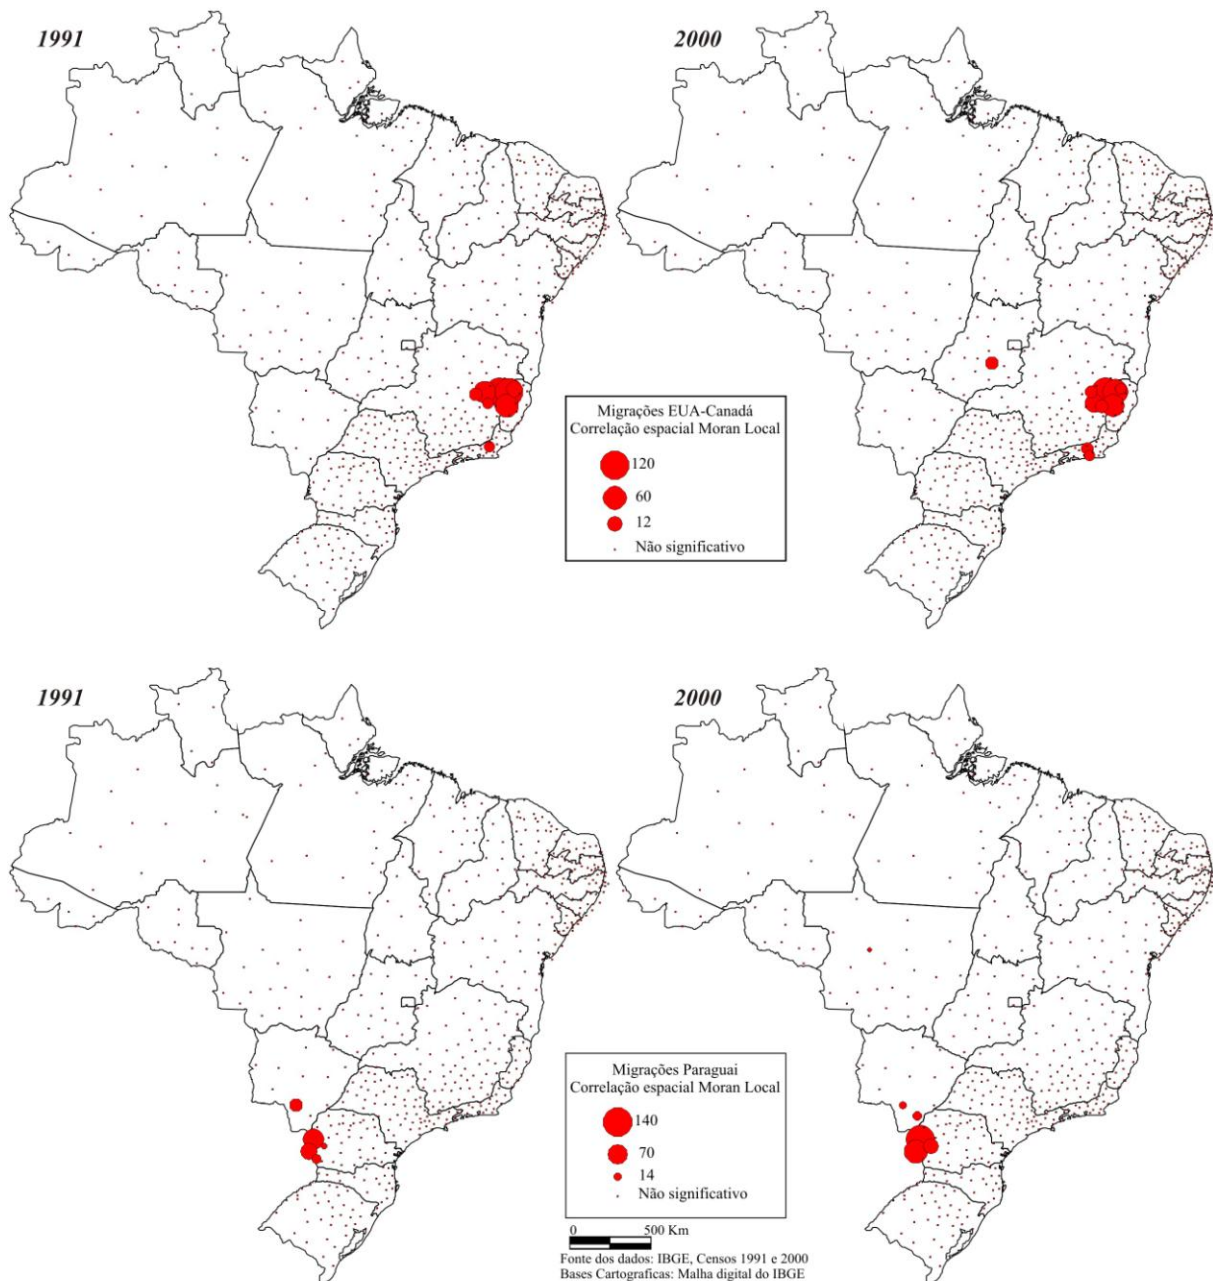 1991
2000
Migrações EUA-Canadá
Correlação espacial Moran Local
120
60
12
Não significativo
1991
2000
Migrações Paraguai
Correlação espacial Moran Local
140
70
14
Não significativo
0 500 Km
Fonte dos dados: IBGE, Censos 1991 e 2000
Bases Cartograficas: Malha digital do IBGE